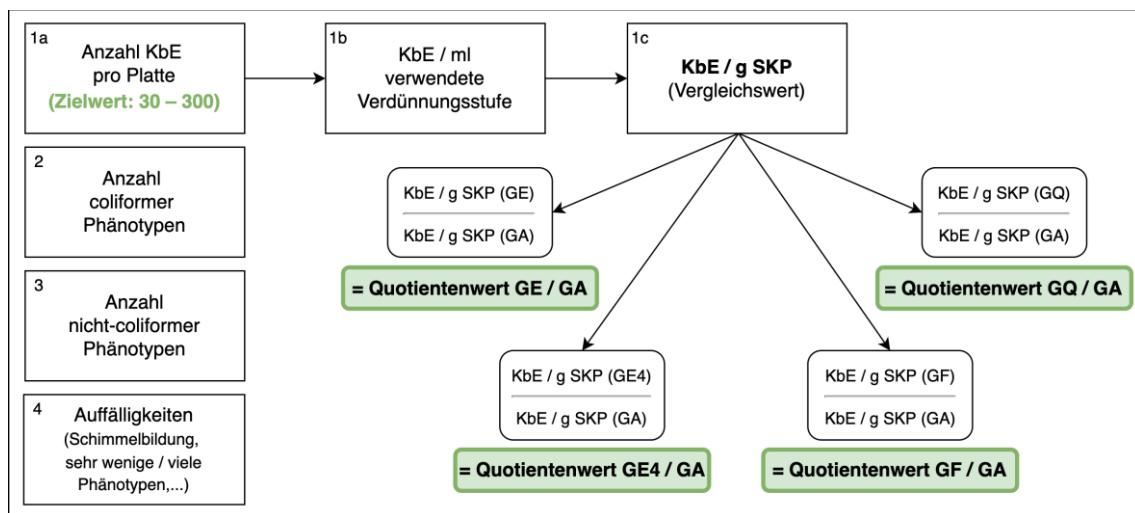 1a
Anzahl KbE
pro Platte
(Zielwert: 30 – 300)
1b
KbE / ml
verwendete
Verdünnungsstufe
1c
KbE / g SKP
(Vergleichswert)
2
Anzahl
coliformer
Phänotypen
3
Anzahl
nicht-coliformer
Phänotypen
4
Auffälligkeiten
(Schimmelbildung,
sehr wenige / viele
Phänotypen,...)
KbE / g SKP (GE)
KbE / g SKP (GA)
= Quotientenwert GE / GA
KbE / g SKP (GQ)
KbE / g SKP (GA)
= Quotientenwert GQ / GA
KbE / g SKP (GE4)
KbE / g SKP (GA)
= Quotientenwert GE4 / GA
KbE / g SKP (GF)
KbE / g SKP (GA)
= Quotientenwert GF / GA